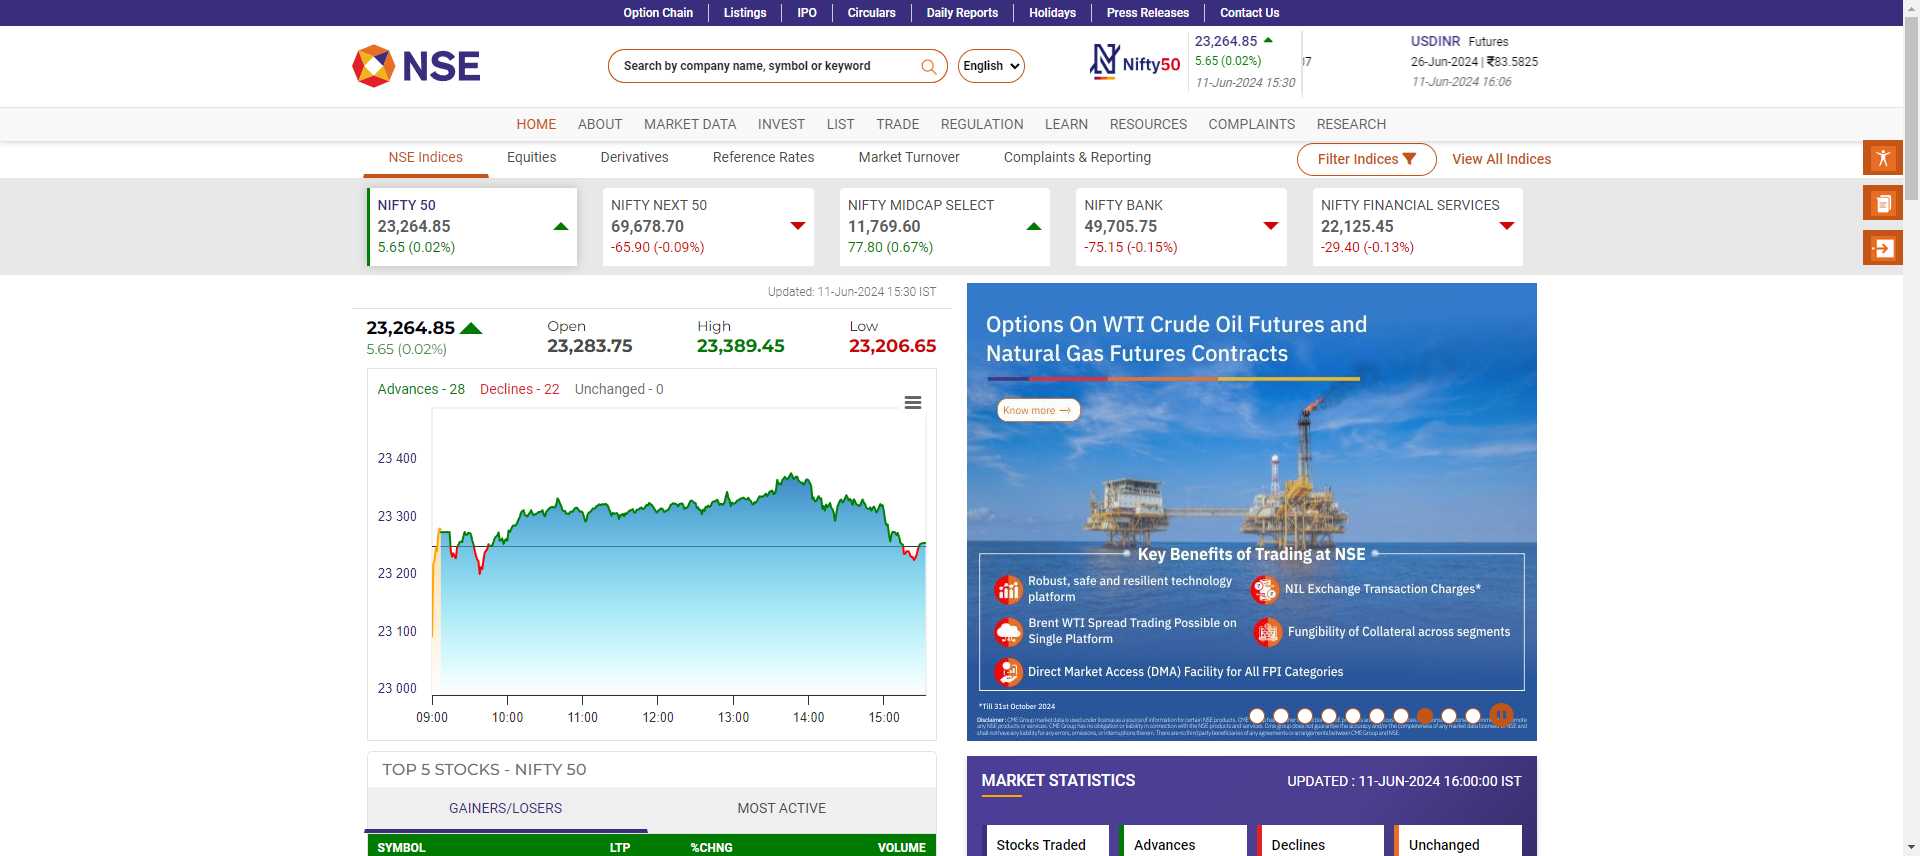 Option Chain
Listings
IPO
Circulars
Daily Reports
Holidays
Press Releases
Contact Us
NSE
Search by company name, symbol or keyword
English
Nifty50
23,264.85
5.65 (0.02%)
11-Jun-2024 15:30
USDINR Futures
26-Jun-2024 | ₹83.5825
11-Jun-2024 16:06
HOME
ABOUT
MARKET DATA
INVEST
LIST
TRADE
REGULATION
LEARN
RESOURCES
COMPLAINTS
RESEARCH
NSE Indices
Equities
Derivatives
Reference Rates
Market Turnover
Complaints & Reporting
Filter Indices
View All Indices
NIFTY 50
23,264.85
5.65 (0.02%)
NIFTY NEXT 50
69,678.70
-65.90 (-0.09%)
NIFTY MIDCAP SELECT
11,769.60
77.80 (0.67%)
NIFTY BANK
49,705.75
-75.15 (-0.15%)
NIFTY FINANCIAL SERVICES
22,125.45
-29.40 (-0.13%)
Updated: 11-Jun-2024 15:30 IST
23,264.85
5.65 (0.02%)
Open
23,283.75
High
23,389.45
Low
23,206.65
Advances - 28
Declines - 22
Unchanged - 0
23 400
23 300
23 200
23 100
23 000
09:00
10:00
11:00
12:00
13:00
14:00
15:00
TOP 5 STOCKS - NIFTY 50
GAINERS/LOSERS
MOST ACTIVE
SYMBOL
LTP
%CHNG
VOLUME
Options On WTI Crude Oil Futures and
Natural Gas Futures Contracts
Know more →
Key Benefits of Trading at NSE
Robust, safe and resilient technology
platform
NIL Exchange Transaction Charges*
Brent WTI Spread Trading Possible on
Single Platform
Fungibility of Collateral across segments
Direct Market Access (DMA) Facility for All FPI Categories
*Till 31st October 2024
MARKET STATISTICS
UPDATED : 11-JUN-2024 16:00:00 IST
Stocks Traded
Advances
Declines
Unchanged